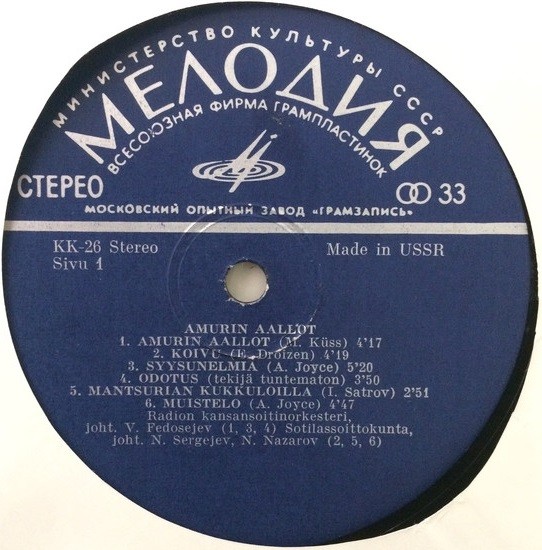 МИНИСТЕРСТВО КУЛЬТУРЫ СССР
МЕЛОДИЯ
ВСЕСОЮЗНАЯ ФИРМА ГРАМПЛАСТИНОК
СТЕРЕО
33
МОСКОВСКИЙ ОПЫТНЫЙ ЗАВОД «ГРАМЗАПИСЬ»
KK-26 Stereo
Made in USSR
Sivu 1
AMURIN AALLOT
1. AMURIN AALLOT (M. Küss) 4'17
2. KOIVU (E. Droizen) 4'19
3. SYYSUNELMIA (A. Joyce) 5'20
4. ODOTUS (tekijä tuntematon) 3'50
5. MANTSURIAN KUKKULOILLA (I. Satrov) 2'51
6. MUISTELO (A. Joyce) 4'47
Radion kansansoitinorkesteri,
joht. V. Fedosejev (1, 3, 4) Sotilassoittokunta,
joht. N. Sergejev, N. Nazarov (2, 5, 6)